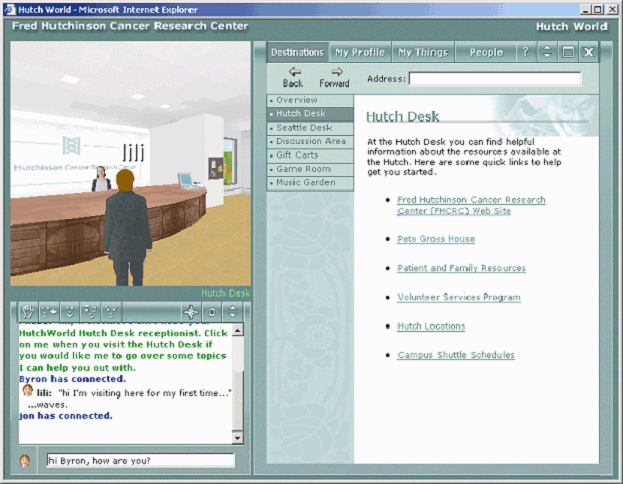 Hutch World - Microsoft Internet Explorer
Fred Hutchinson Cancer Research Center
Hutch World
Destinations
My Profile
My Things
People
?
X
Back
Forward
Address:
lili
Hutchinson Cancer Research Center
Hutch Desk
• Overview
• Hutch Desk
• Seattle Desk
• Discussion Area
• Gift Carts
• Game Room
• Music Garden
Hutch Desk
At the Hutch Desk you can find helpful
information about the resources available at
the Hutch. Here are some quick links to help
get you started.
• Fred Hutchinson Cancer Research
Center (FHCRC) Web Site
• Pete Gross House
• Patient and Family Resources
• Volunteer Services Program
• Hutch Locations
• Campus Shuttle Schedules
HutchWorld Hutch Desk receptionist. Click
on me when you visit the Hutch Desk if
you would like me to go over some topics
I can help you out with.
Byron has connected.
lili: "hi I'm visiting here for my first time..."
...waves.
jon has connected.
hi Byron, how are you?